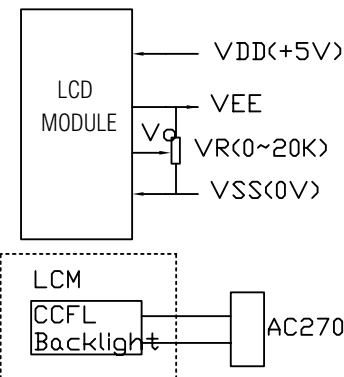 VDD(+5V)
LCD
MODULE
VEE
Vo
VR(0~20K)
VSS(0V)
LCM
CCFL
Backlight
AC270